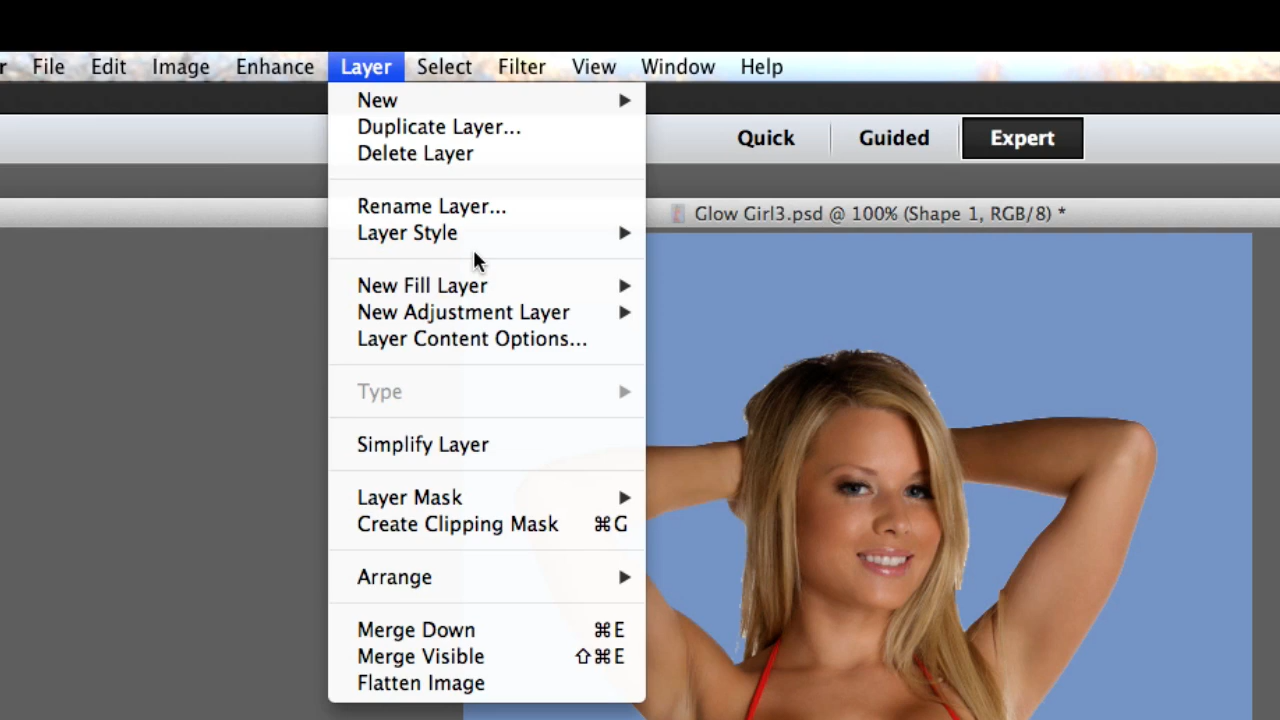 r File Edit Image Enhance Layer Select Filter View Window Help
New
Duplicate Layer...
Delete Layer
Quick Guided Expert
Rename Layer...
Layer Style
Glow Girl3.psd @ 100% (Shape 1, RGB/8) *
New Fill Layer
New Adjustment Layer
Layer Content Options...
Type
Simplify Layer
Layer Mask
Create Clipping Mask ⌘G
Arrange
Merge Down ⌘E
Merge Visible ⇧⌘E
Flatten Image